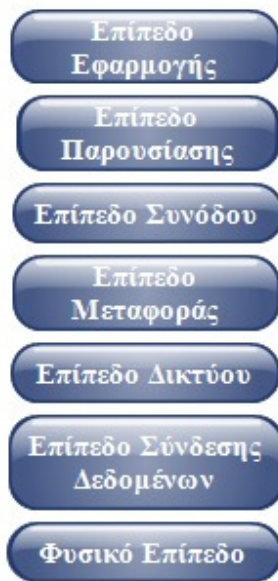 Επίπεδο
Εφαρμογής
Επίπεδο
Παρουσίασης
Επίπεδο Συνόδου
Επίπεδο
Μεταφοράς
Επίπεδο Δικτύου
Επίπεδο Σύνδεσης
Δεδομένων
Φυσικό Επίπεδο